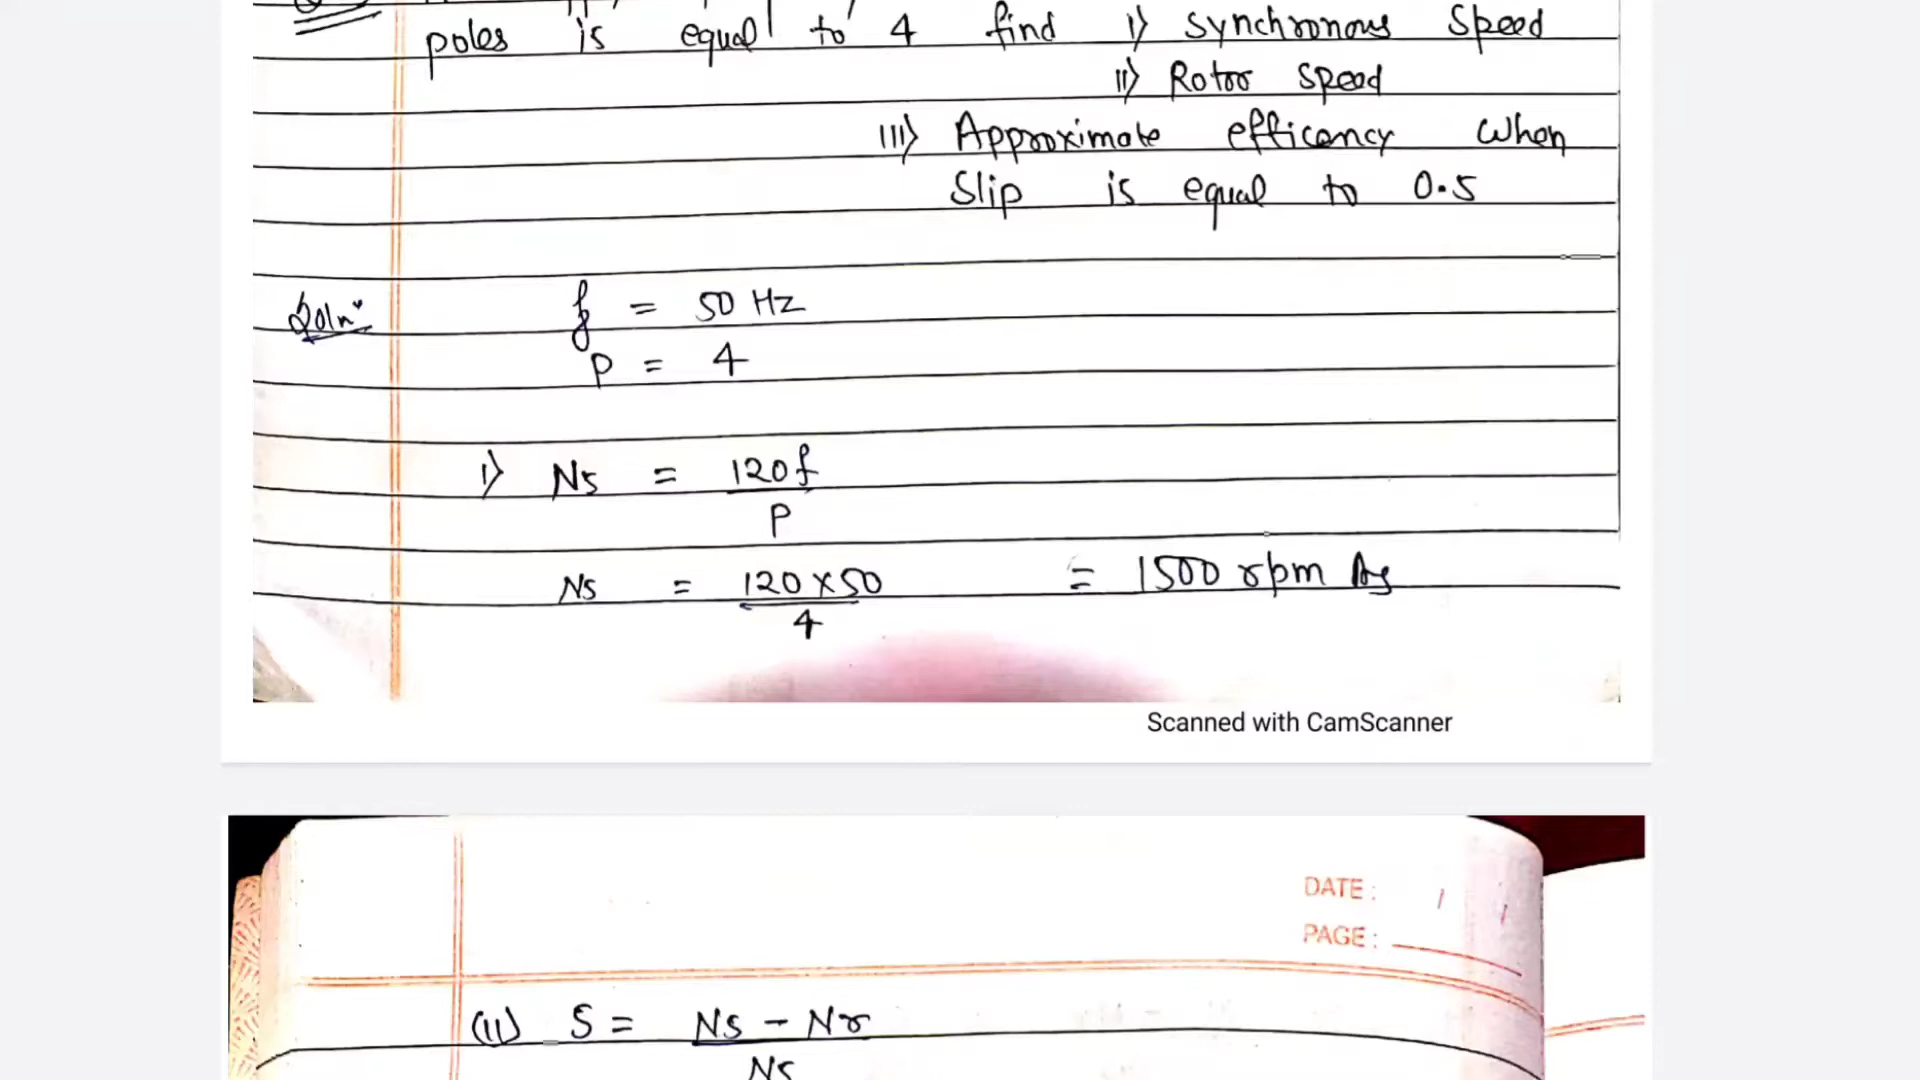 poles is equal to 4 find i) Synchronous Speed
ii) Rotor Speed
iii) Approximate efficency when
Slip is equal to 0.5
Soln.
f = 50 Hz
P = 4
i) Ns = 120f
P
Ns = 120 x 50 = 1500 rpm Ans
4
Scanned with CamScanner
DATE : / /
PAGE :
(ii) S = Ns - Nr
Ns